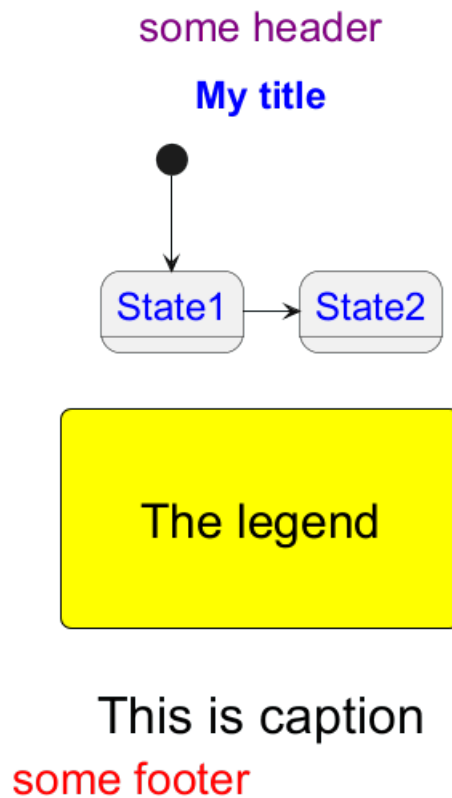 some header
My title
State1
State2
The legend
This is caption
some footer